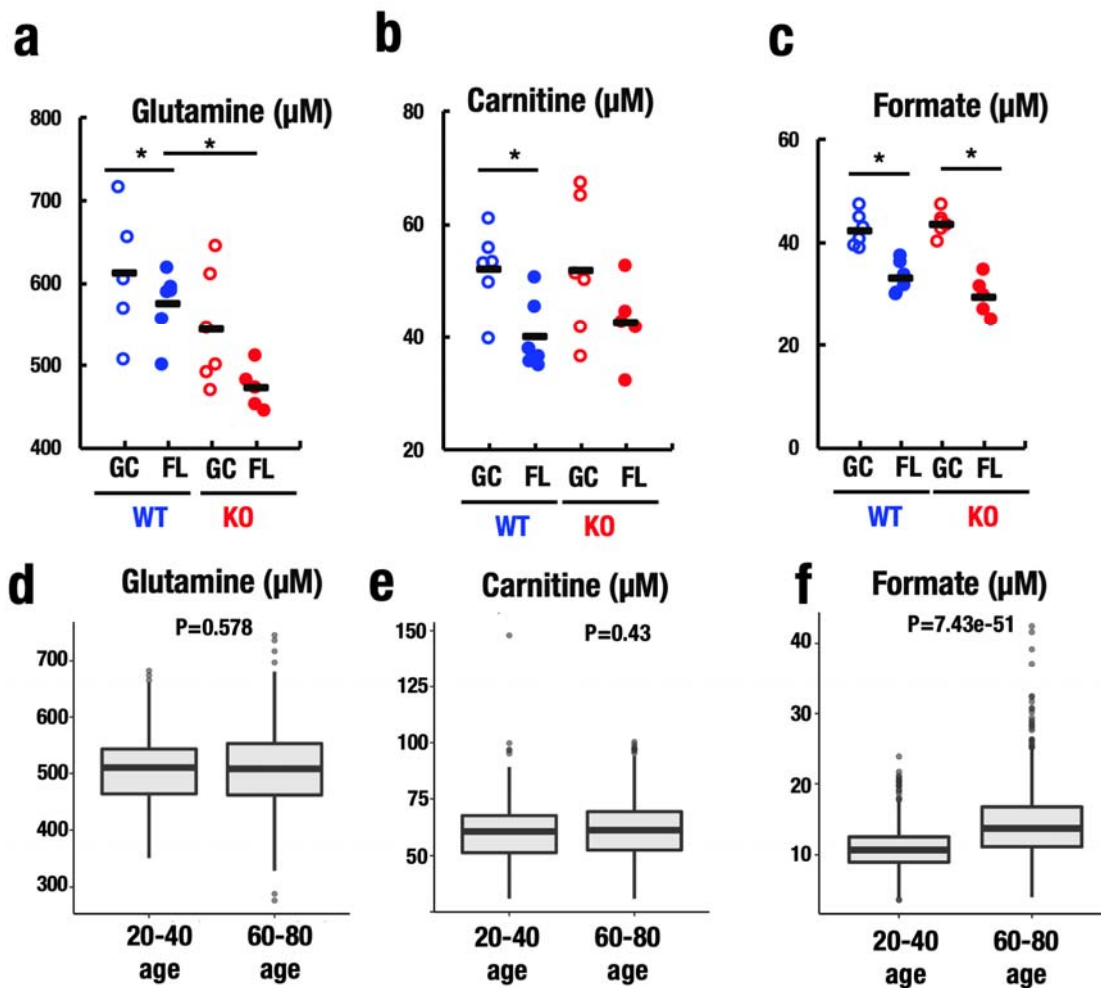 a
Glutamine (µM)
800
700
600
500
400
*
*
GC FL GC FL
WT KO
b
Carnitine (µM)
80
60
40
20
*
GC FL GC FL
WT KO
c
Formate (µM)
60
40
20
0
*
*
GC FL GC FL
WT KO
d
Glutamine (µM)
P=0.578
700
600
500
400
300
20-40 60-80
age age
e
Carnitine (µM)
P=0.43
150
125
100
75
50
20-40 60-80
age age
f
Formate (µM)
P=7.43e-51
40
30
20
10
20-40 60-80
age age